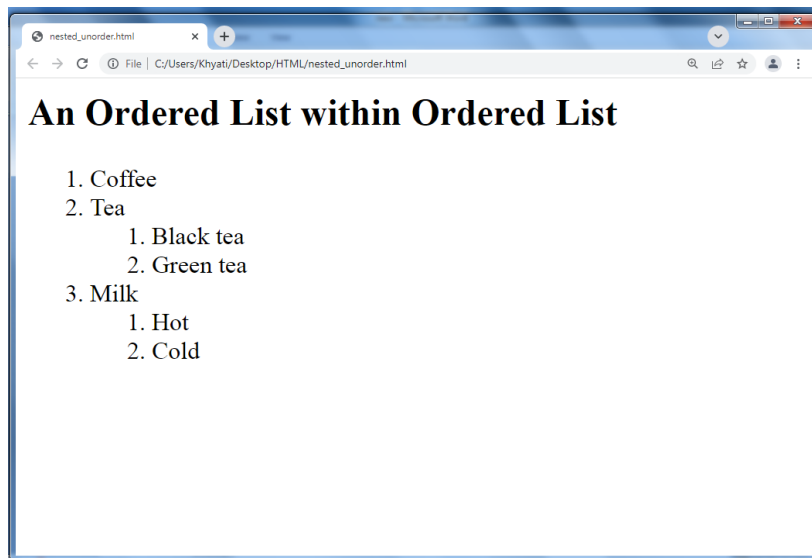 nested_unorder.html
File | C:/Users/Khyati/Desktop/HTML/nested_unorder.html
An Ordered List within Ordered List
1. Coffee
2. Tea
1. Black tea
2. Green tea
3. Milk
1. Hot
2. Cold